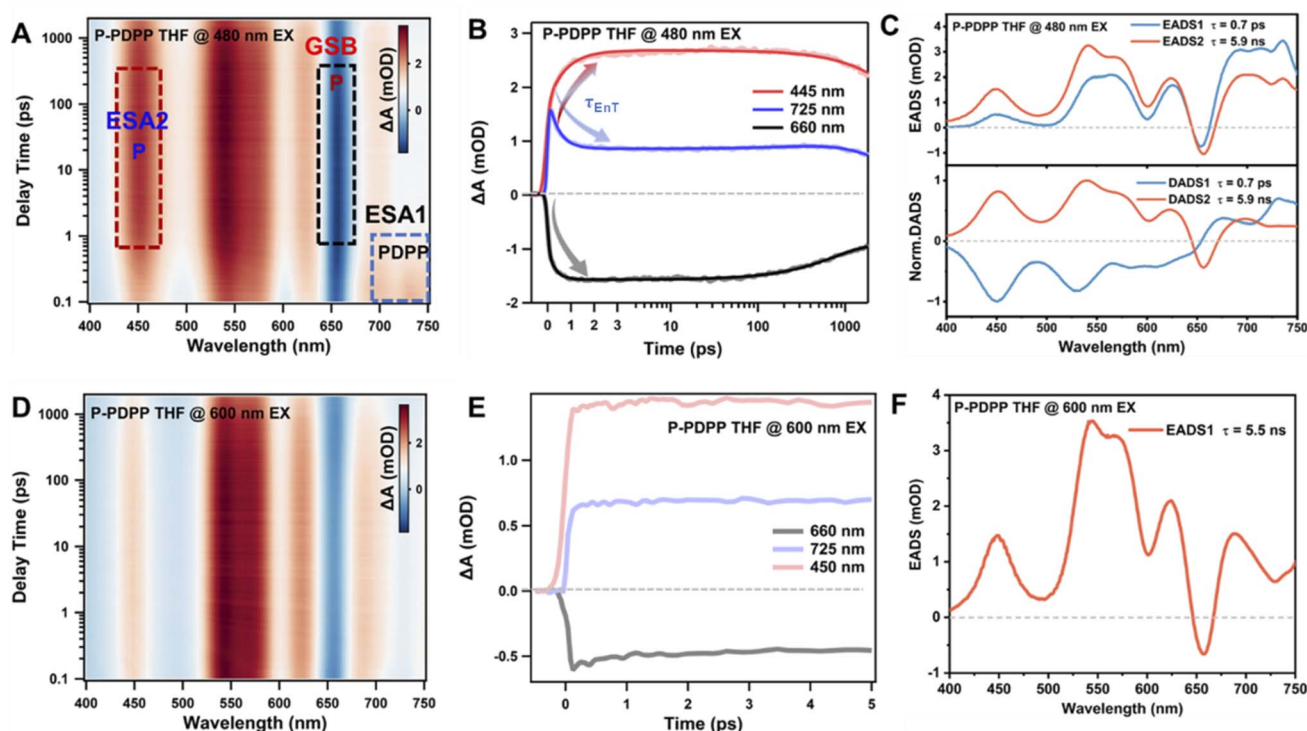 A
P-PDPP THF @ 480 nm EX
GSB
P
ESA2
P
ESA1
PDPP
ΔA (mOD)
2
0
Delay Time (ps)
1000
100
10
1
0.1
400 450 500 550 600 650 700 750
Wavelength (nm)
B
P-PDPP THF @ 480 nm EX
τEnT
445 nm
725 nm
660 nm
ΔA (mOD)
3
2
1
0
-1
-2
0 1 2 3 10 100 1000
Time (ps)
C
P-PDPP THF @ 480 nm EX
EADS1 τ = 0.7 ps
EADS2 τ = 5.9 ns
EADS (mOD)
4
3
2
1
0
-1
DADS1 τ = 0.7 ps
DADS2 τ = 5.9 ns
Norm.DADS
1
0
-1
400 450 500 550 600 650 700 750
Wavelength (nm)
D
P-PDPP THF @ 600 nm EX
ΔA (mOD)
2
0
Delay Time (ps)
1000
100
10
1
0.1
400 450 500 550 600 650 700 750
Wavelength (nm)
E
P-PDPP THF @ 600 nm EX
660 nm
725 nm
450 nm
ΔA (mOD)
1.0
0.5
0.0
-0.5
0 1 2 3 4 5
Time (ps)
F
P-PDPP THF @ 600 nm EX
EADS1 τ = 5.5 ns
EADS (mOD)
4
3
2
1
0
-1
400 450 500 550 600 650 700 750
Wavelength (nm)